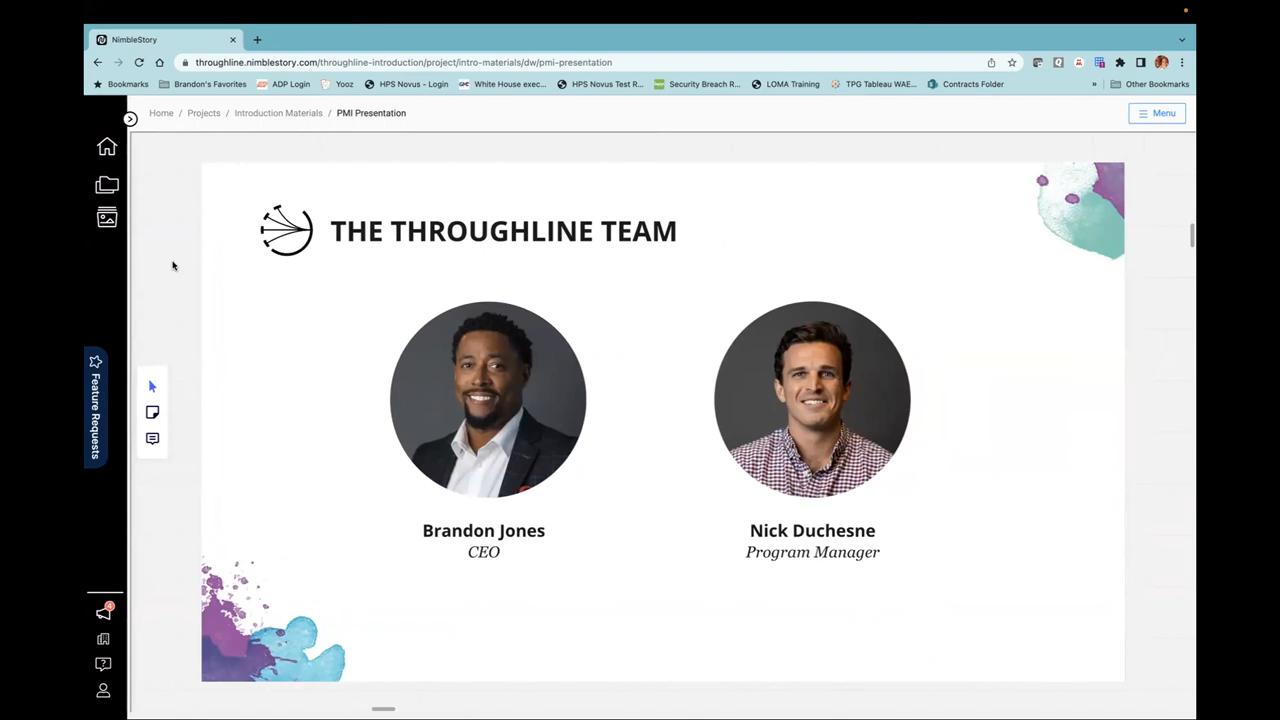 NimbleStory
throughline.nimblestory.com/throughline-introduction/project/intro-materials/dw/pmi-presentation
Bookmarks Brandon's Favorites ADP Login Yooz HPS Novus - Login White House exec... HPS Novus Test R... Security Breach R... LOMA Training TPG Tableau WAE... Contracts Folder » Other Bookmarks
Home / Projects / Introduction Materials / PMI Presentation
Menu
THE THROUGHLINE TEAM
Feature Requests
Brandon Jones
Nick Duchesne
CEO
Program Manager
4